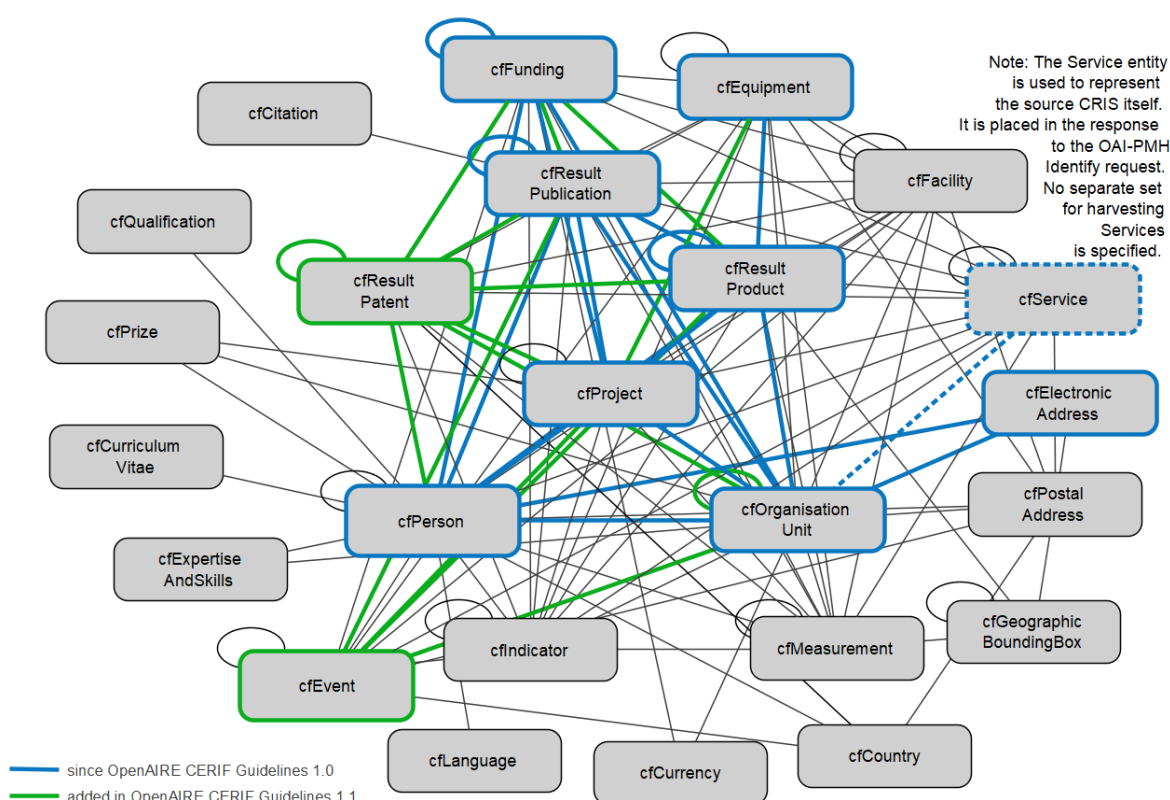 cfFunding
cfEquipment
Note: The Service entity
is used to represent
the source CRIS itself.
It is placed in the response
to the OAI-PMH
Identify request.
No separate set
for harvesting
Services
is specified.
cfCitation
cfResult
Publication
cfFacility
cfQualification
cfResult
Patent
cfResult
Product
cfService
cfPrize
cfProject
cfElectronic
Address
cfCurriculum
Vitae
cfPerson
cfOrganisation
Unit
cfPostal
Address
cfExpertise
AndSkills
cfIndicator
cfMeasurement
cfGeographic
BoundingBox
cfEvent
cfLanguage
cfCurrency
cfCountry
since OpenAIRE CERIF Guidelines 1.0
added in OpenAIRE CERIF Guidelines 1.1